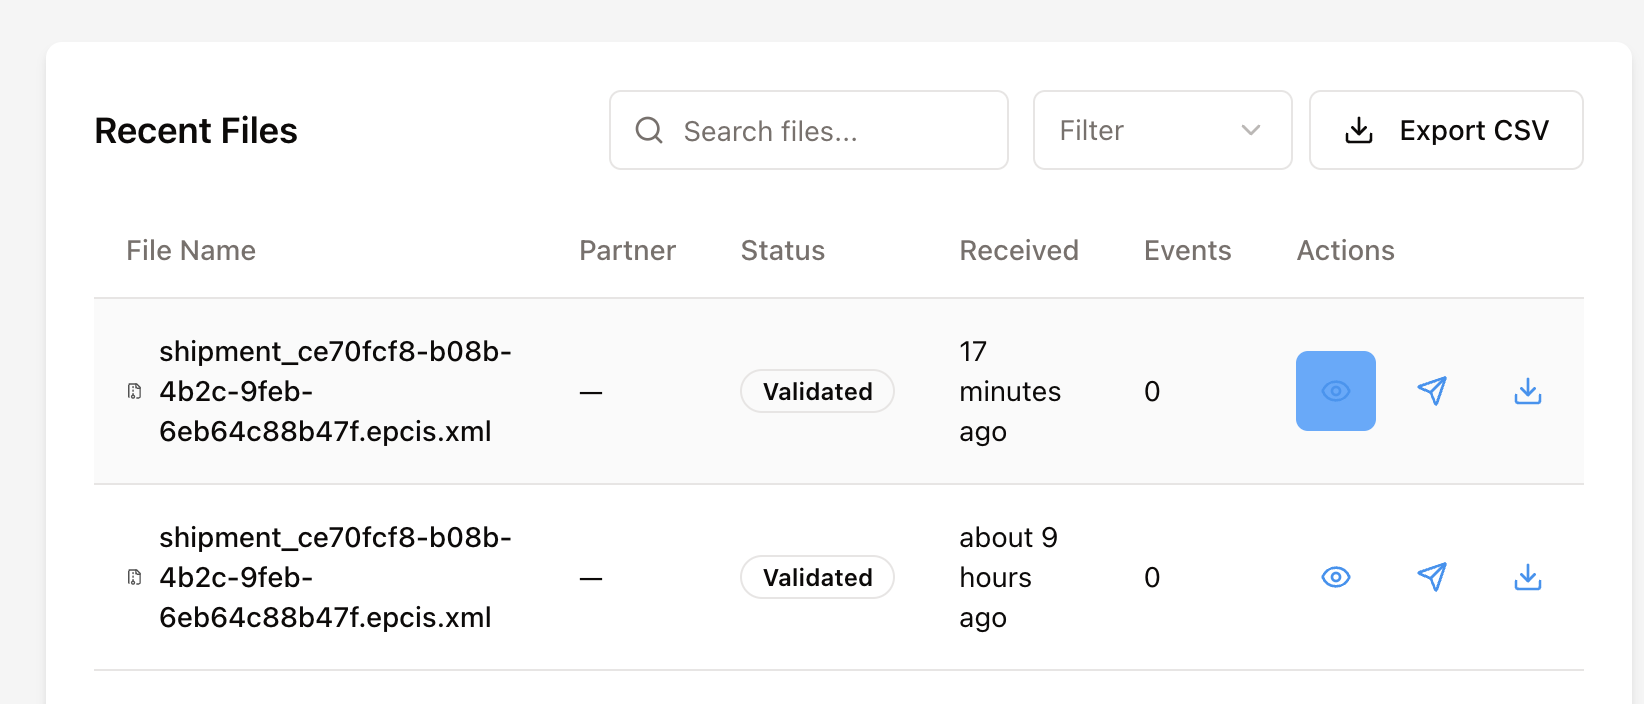 Recent Files
Search files...
Filter
Export CSV
File Name
Partner
Status
Received
Events
Actions
shipment_ce70fcf8-b08b-
4b2c-9feb-
6eb64c88b47f.epcis.xml
—
Validated
17
minutes
ago
0
shipment_ce70fcf8-b08b-
4b2c-9feb-
6eb64c88b47f.epcis.xml
—
Validated
about 9
hours
ago
0